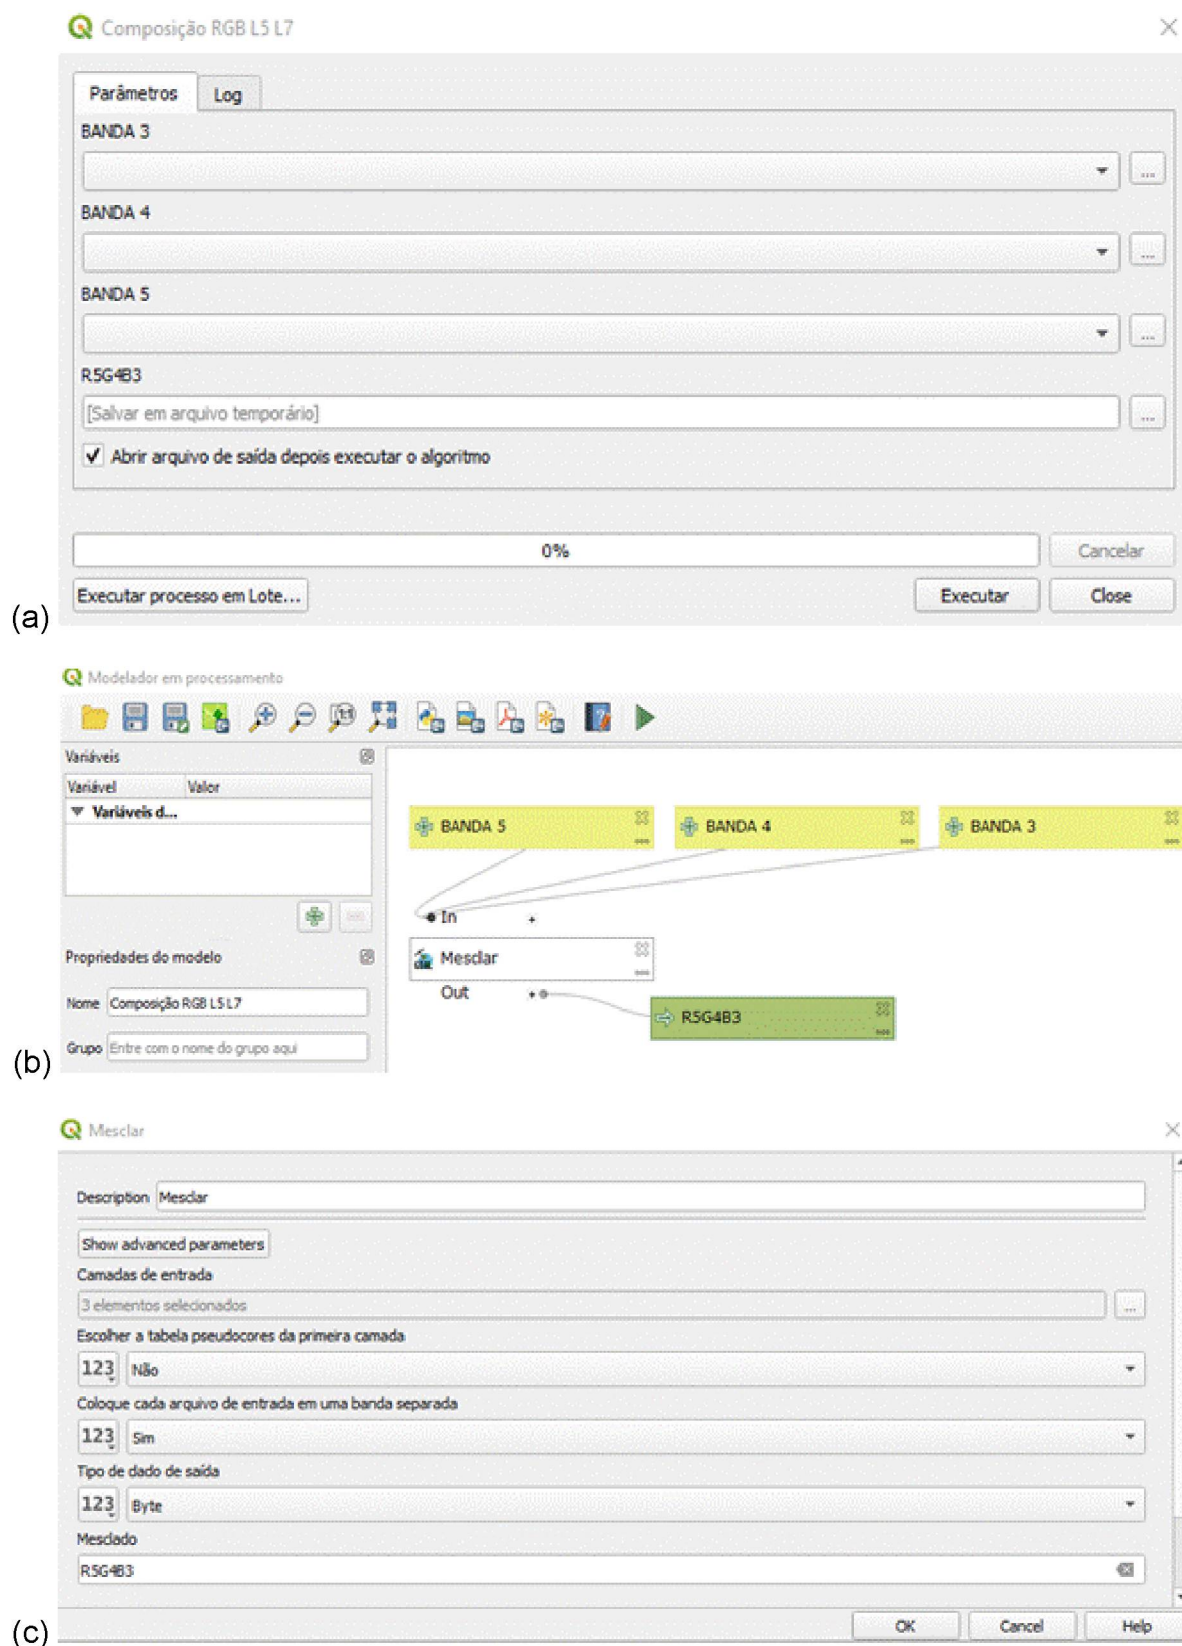 Composição RGB L5 L7
Parâmetros Log
BANDA 3
...
BANDA 4
...
BANDA 5
...
R5G4B3
[Salvar em arquivo temporário] ...
Abrir arquivo de saída depois executar o algoritmo
0% Cancelar
Executar processo em Lote... Executar Close
(a)
Modelador em processamento
1:1
Variáveis
Variável Valor
Variáveis d...
BANDA 5 BANDA 4 BANDA 3
In +
Propriedades do modelo
Mesclar
Out +
Nome Composição RGB L5 L7
R5G4B3
Grupo Entre com o nome do grupo aqui
(b)
Mesclar
Description Mesclar
Show advanced parameters
Camadas de entrada
3 elementos selecionados ...
Escolher a tabela pseudocores da primeira camada
123 Não
Coloque cada arquivo de entrada em uma banda separada
123 Sim
Tipo de dado de saída
123 Byte
Mesclado
R5G4B3
OK Cancel Help
(c)